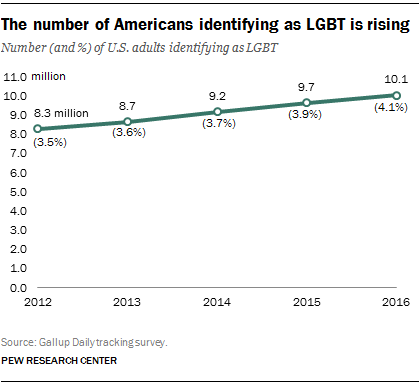 The number of Americans identifying as LGBT is rising
Number (and %) of U.S. adults identifying as LGBT
11.0 million
10.0
9.0
8.0
7.0
6.0
5.0
4.0
3.0
2.0
1.0
0.0
8.3 million
(3.5%)
8.7
(3.6%)
9.2
(3.7%)
9.7
(3.9%)
10.1
(4.1%)
2012 2013 2014 2015 2016
Source: Gallup Daily tracking survey.
PEW RESEARCH CENTER